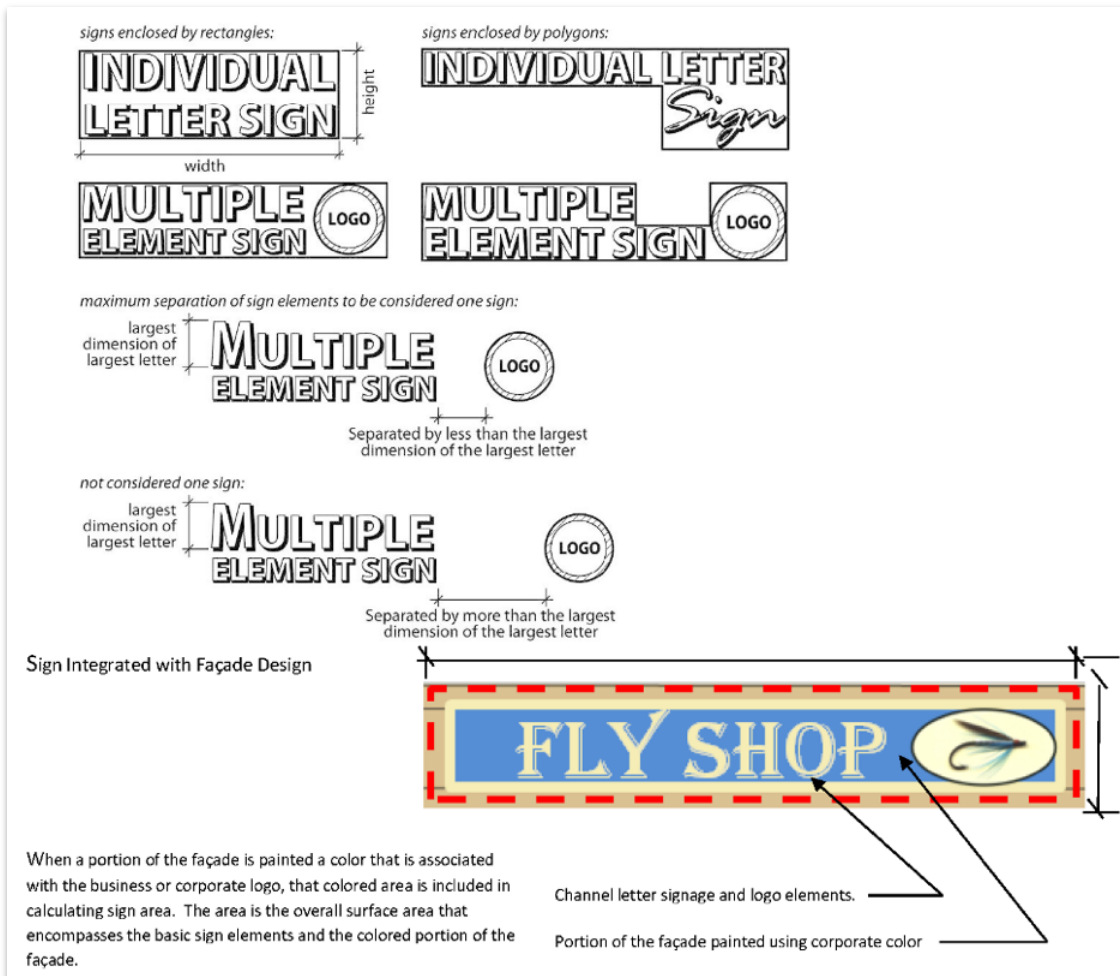 signs enclosed by rectangles:
signs enclosed by polygons:
INDIVIDUAL
LETTER SIGN
height
width
INDIVIDUAL LETTER
Sign
MULTIPLE
ELEMENT SIGN
LOGO
MULTIPLE
ELEMENT SIGN
LOGO
maximum separation of sign elements to be considered one sign:
largest
dimension of
largest letter
MULTIPLE
ELEMENT SIGN
LOGO
Separated by less than the largest
dimension of the largest letter
not considered one sign:
largest
dimension of
largest letter
MULTIPLE
ELEMENT SIGN
LOGO
Separated by more than the largest
dimension of the largest letter
Sign Integrated with Façade Design
FLY SHOP
When a portion of the façade is painted a color that is associated
with the business or corporate logo, that colored area is included in
calculating sign area.  The area is the overall surface area that
encompasses the basic sign elements and the colored portion of the
façade.
Channel letter signage and logo elements.
Portion of the façade painted using corporate color